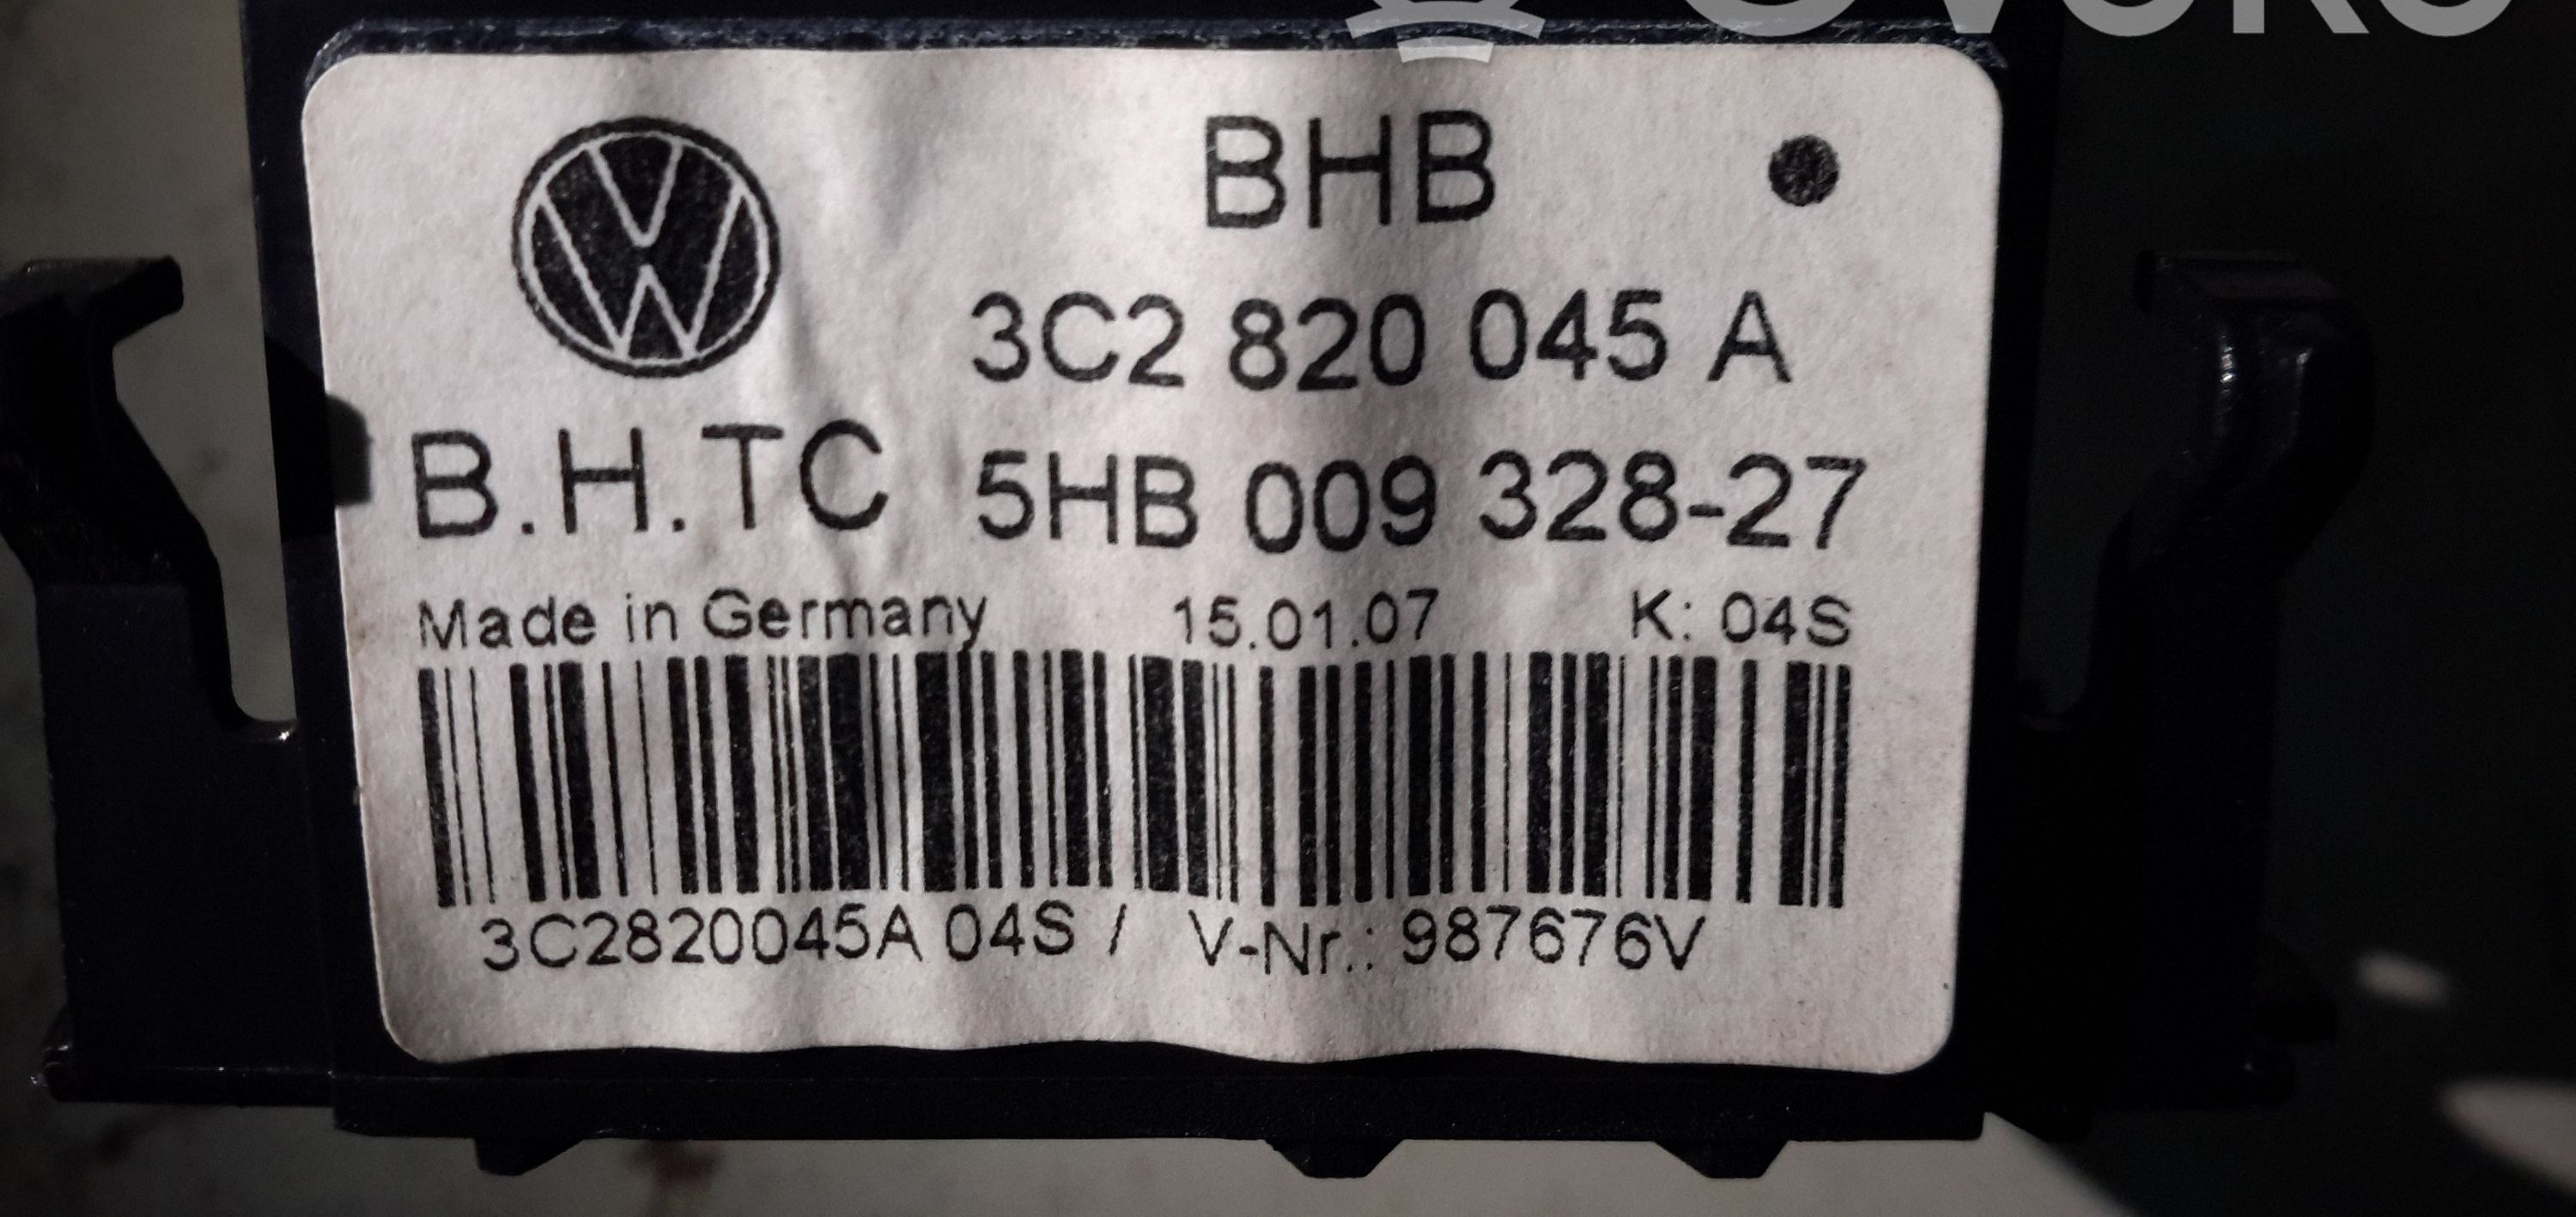 BHB
3C2 820 045 A
B.H.TC 5HB 009 328-27
Made in Germany 15.01.07 K: 04S
3C2820045A 04S / V-Nr.: 987676V